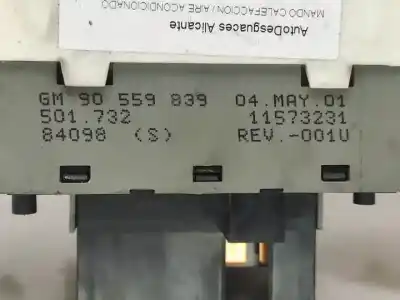 AutoDesguaces Alicante
MANDO CALEFACCION / AIRE ACONDICIONADO
GM 90 559 839 04.MAY.01
501.732 11573231
84098 (S) REV.-001U